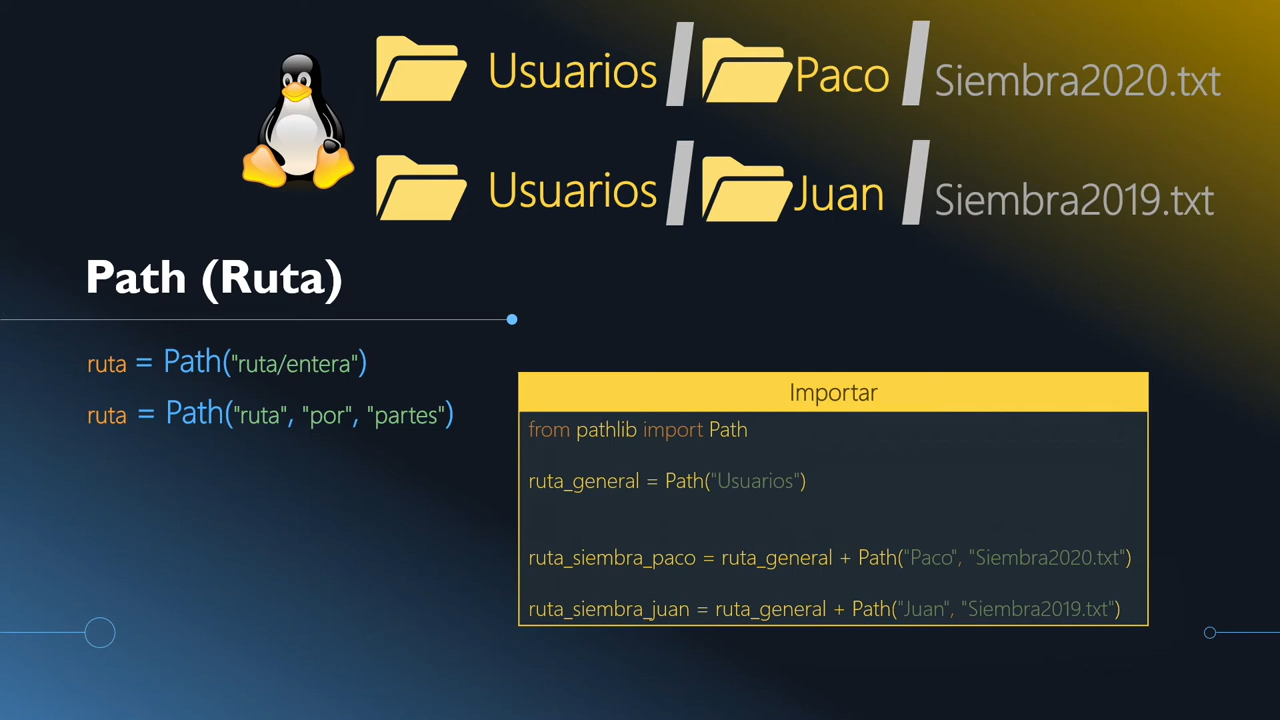 Usuarios / Paco / Siembra2020.txt
Usuarios / Juan / Siembra2019.txt
Path (Ruta)
ruta = Path("ruta/entera")
ruta = Path("ruta", "por", "partes")
Importar
from pathlib import Path
ruta_general = Path("Usuarios")
ruta_siembra_paco = ruta_general + Path("Paco", "Siembra2020.txt")
ruta_siembra_juan = ruta_general + Path("Juan", "Siembra2019.txt")